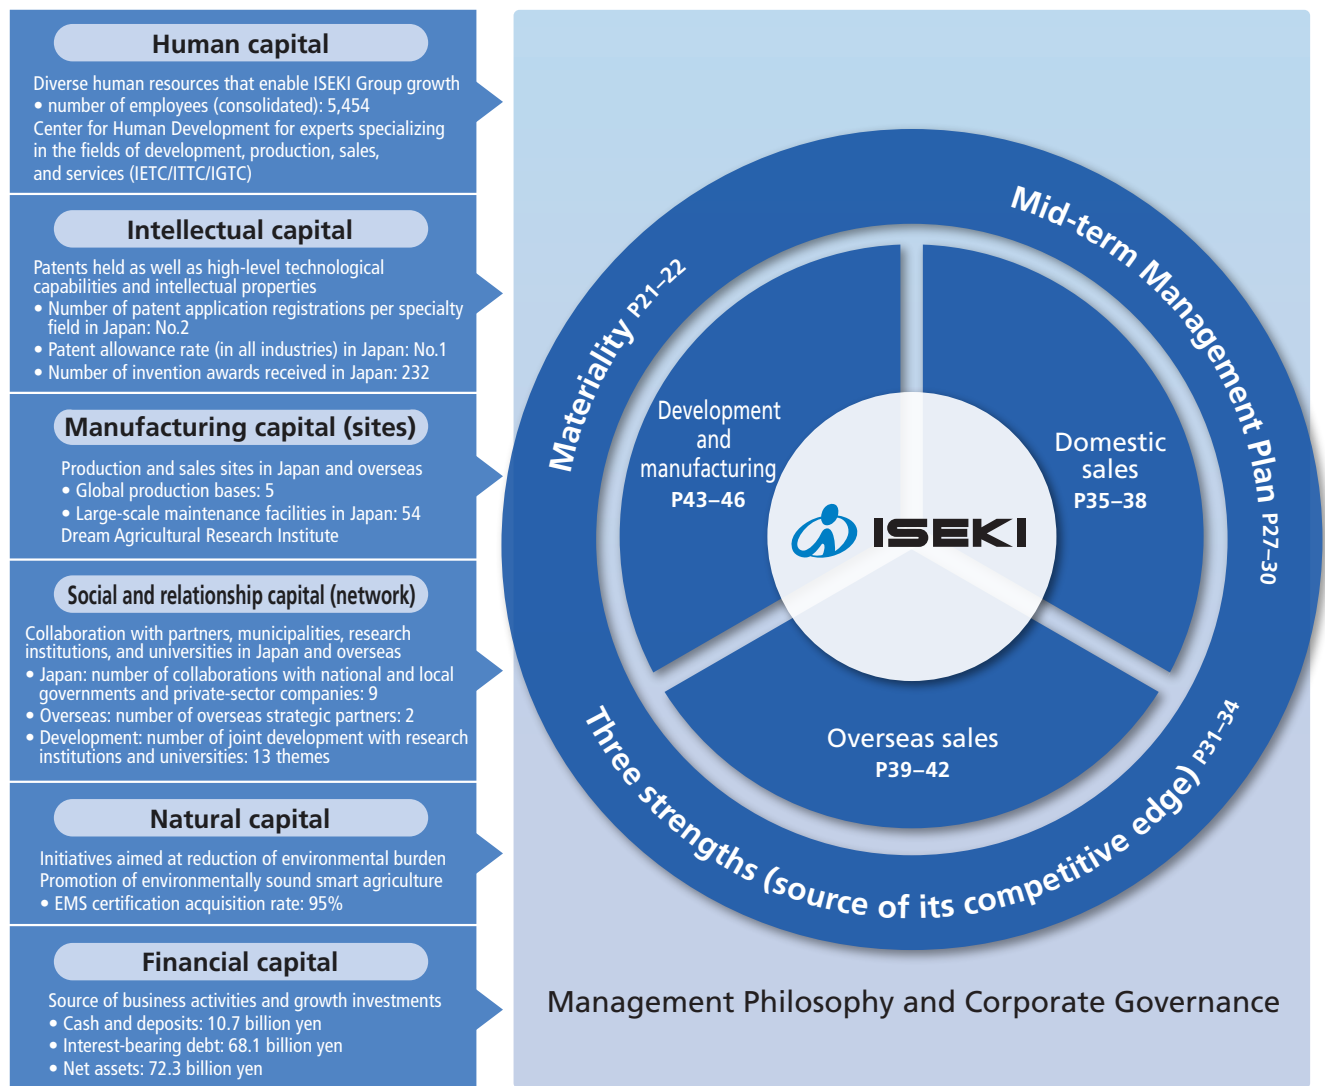 Human capital
Diverse human resources that enable ISEKI Group growth
• number of employees (consolidated): 5,454
Center for Human Development for experts specializing
in the fields of development, production, sales,
and services (IETC/ITTC/IGTC)
Intellectual capital
Patents held as well as high-level technological
capabilities and intellectual properties
• Number of patent application registrations per specialty
field in Japan: No.2
• Patent allowance rate (in all industries) in Japan: No.1
• Number of invention awards received in Japan: 232
Manufacturing capital (sites)
Production and sales sites in Japan and overseas
• Global production bases: 5
• Large-scale maintenance facilities in Japan: 54
Dream Agricultural Research Institute
Social and relationship capital (network)
Collaboration with partners, municipalities, research
institutions, and universities in Japan and overseas
• Japan: number of collaborations with national and local
governments and private-sector companies: 9
• Overseas: number of overseas strategic partners: 2
• Development: number of joint development with research
institutions and universities: 13 themes
Natural capital
Initiatives aimed at reduction of environmental burden
Promotion of environmentally sound smart agriculture
• EMS certification acquisition rate: 95%
Financial capital
Source of business activities and growth investments
• Cash and deposits: 10.7 billion yen
• Interest-bearing debt: 68.1 billion yen
• Net assets: 72.3 billion yen
Materiality P21–22
Mid-term Management Plan P27–30
Three strengths (source of its competitive edge) P31–34
Development
and
manufacturing
P43–46
Domestic
sales
P35–38
ISEKI
Overseas sales
P39–42
Management Philosophy and Corporate Governance